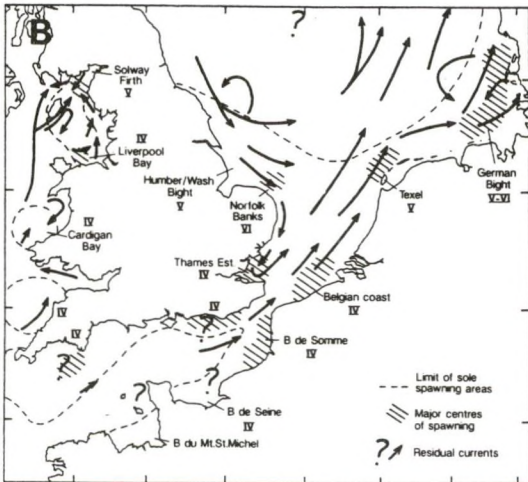 B
?
Solway
Firth
V
IV
Liverpool
Bay
Humber/Wash
Bight
V
Norfolk
Banks
VI
Texel
V
German
Bight
V-VI
IV
Cardigan
Bay
Thames Est.
IV
IV
IV
IV
?
?
Belgian coast
IV
B de Somme
IV
?
?
B de Seine
IV
B du Mt.St.Michel
Limit of sole
spawning areas
Major centres
of spawning
? Residual currents